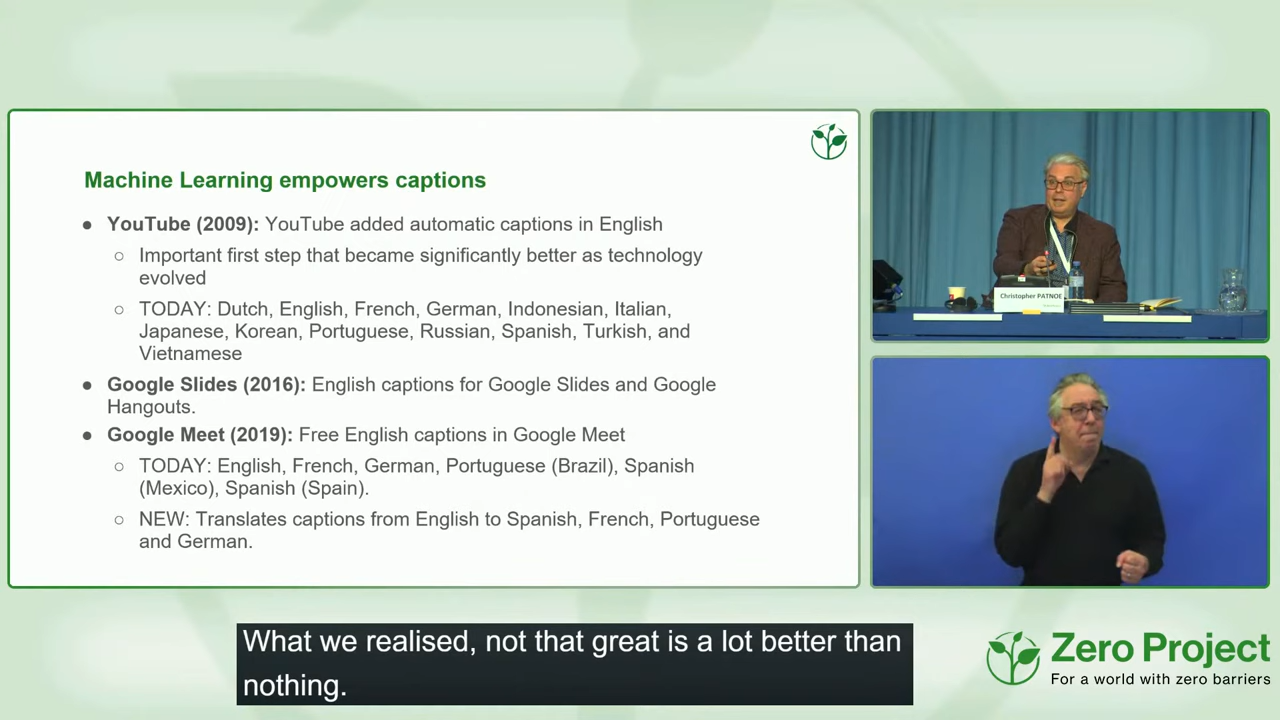 Machine Learning empowers captions
● YouTube (2009): YouTube added automatic captions in English
○ Important first step that became significantly better as technology
evolved
○ TODAY: Dutch, English, French, German, Indonesian, Italian,
Japanese, Korean, Portuguese, Russian, Spanish, Turkish, and
Vietnamese
● Google Slides (2016): English captions for Google Slides and Google
Hangouts.
● Google Meet (2019): Free English captions in Google Meet
○ TODAY: English, French, German, Portuguese (Brazil), Spanish
(Mexico), Spanish (Spain).
○ NEW: Translates captions from English to Spanish, French, Portuguese
and German.
Christopher PATNOE
What we realised, not that great is a lot better than
nothing.
Zero Project
For a world with zero barriers